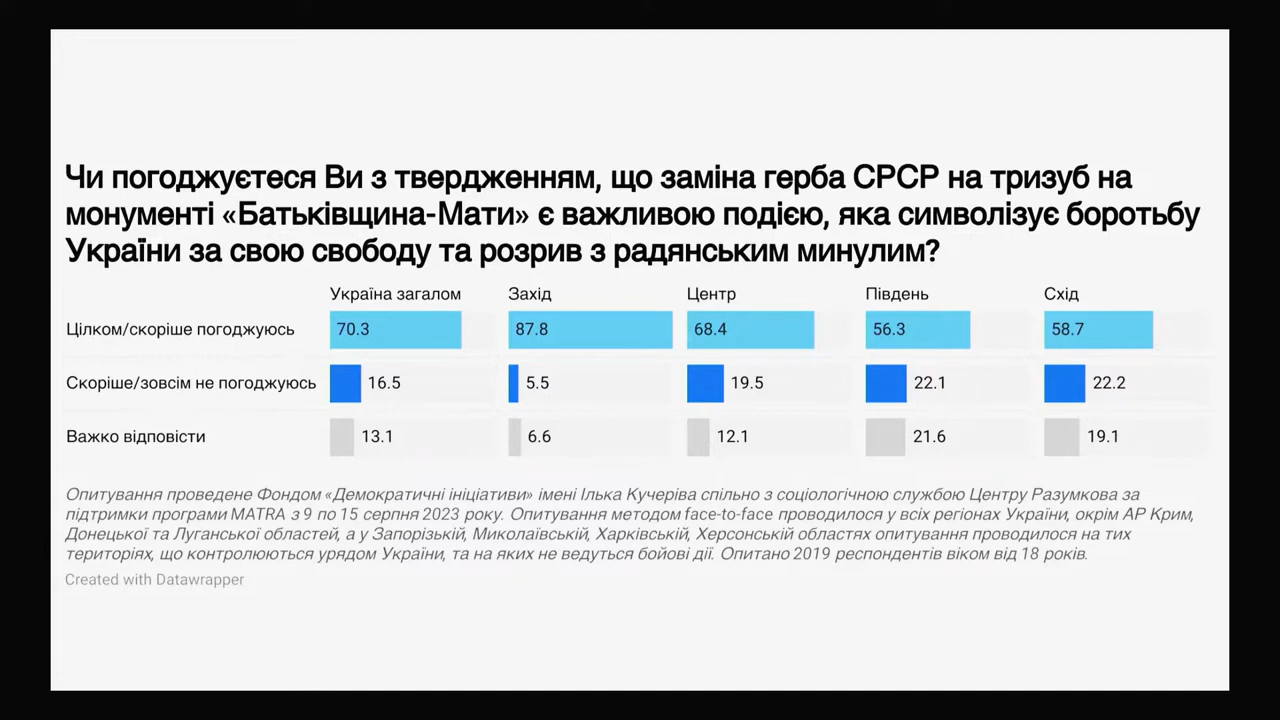 Чи погоджуєтеся Ви з твердженням, що заміна герба СРСР на тризуб на
монументі «Батьківщина-Мати» є важливою подією, яка символізує боротьбу
України за свою свободу та розрив з радянським минулим?
Україна загалом Захід Центр Південь Схід
Цілком/скоріше погоджуюсь 70.3 87.8 68.4 56.3 58.7
Скоріше/зовсім не погоджуюсь 16.5 5.5 19.5 22.1 22.2
Важко відповісти 13.1 6.6 12.1 21.6 19.1
Опитування проведене Фондом «Демократичні ініціативи» імені Ілька Кучеріва спільно з соціологічною службою Центру Разумкова за
підтримки програми MATRA з 9 по 15 серпня 2023 року. Опитування методом face-to-face проводилося у всіх регіонах України, окрім АР Крим,
Донецької та Луганської областей, а у Запорізькій, Миколаївській, Харківській, Херсонській областях опитування проводилося на тих
територіях, що контролюються урядом України, та на яких не ведуться бойові дії. Опитано 2019 респондентів віком від 18 років.
Created with Datawrapper